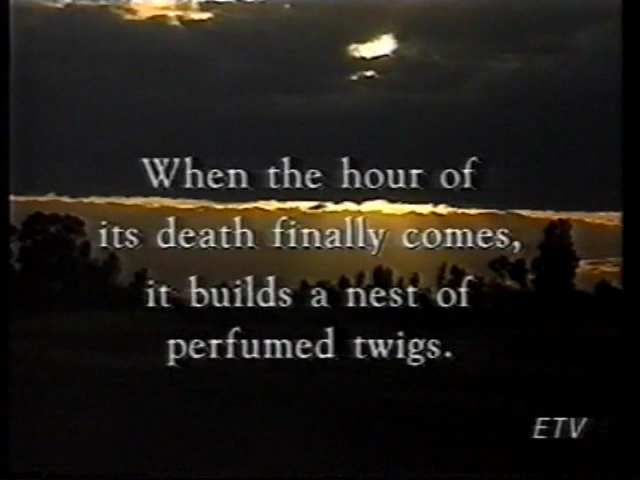 When the hour of
its death finally comes,
it builds a nest of
perfumed twigs.
ETV